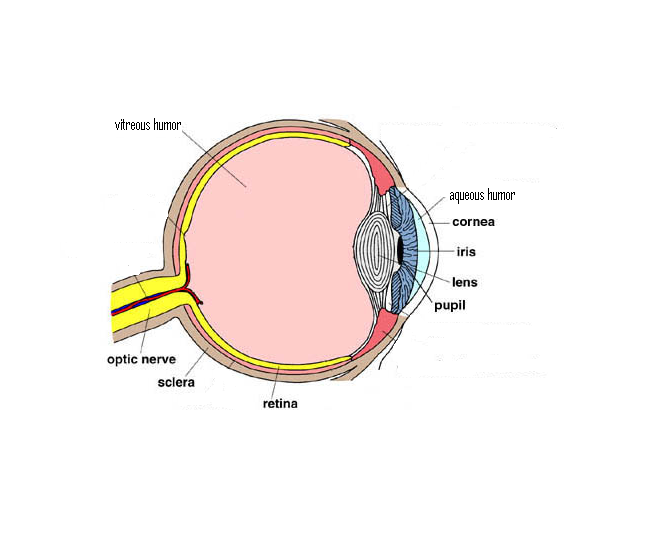 vitreous humor
aqueous humor
cornea
iris
lens
pupil
optic nerve
sclera
retina